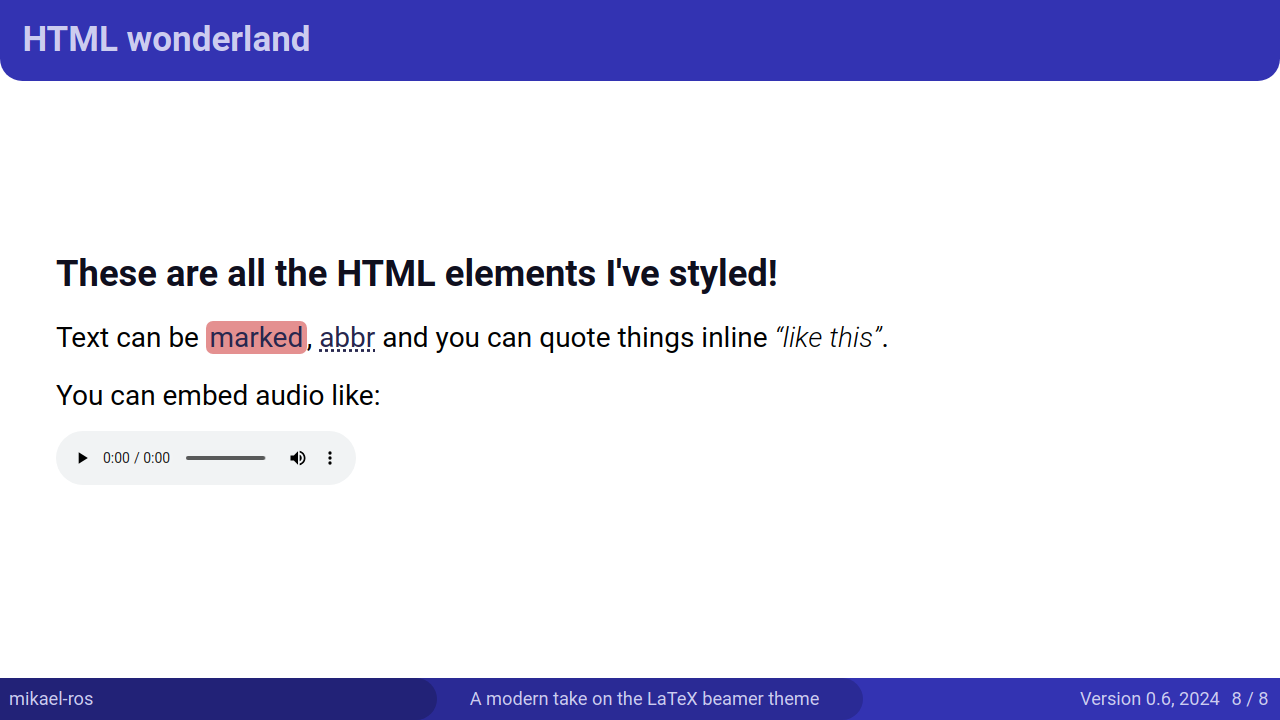 HTML wonderland
These are all the HTML elements I've styled!
Text can be marked, abbr and you can quote things inline “like this”.
You can embed audio like:
0:00 / 0:00
mikael-ros A modern take on the LaTeX beamer theme Version 0.6, 2024 8 / 8